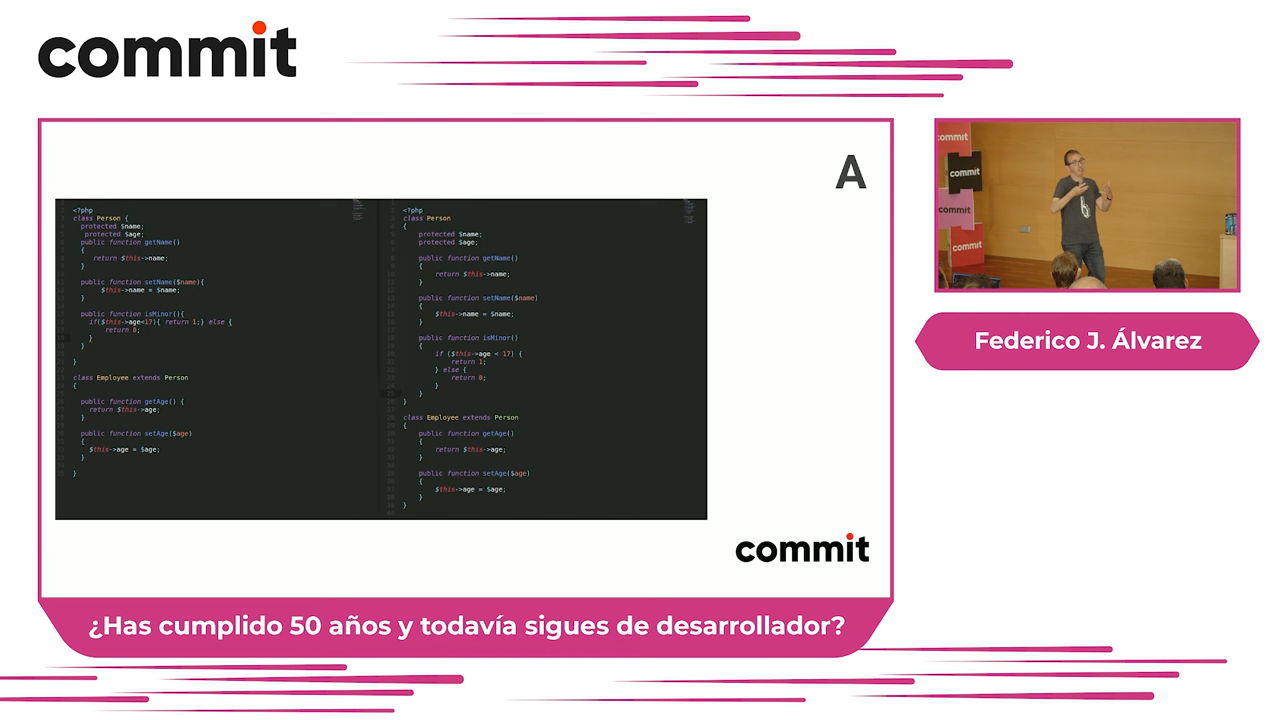 commit
A
<?php
class Person {
protected $name;
protected $age;
public function getName()
{
return $this->name;
}
public function setName($name){
$this->name = $name;
}
public function isMinor(){
if($this->age<17){ return 1;} else {
return 0;
}
}
}
class Employee extends Person
{
public function getAge() {
return $this->age;
}
public function setAge($age)
{
$this->age = $age;
}
}
<?php
class Person
{
protected $name;
protected $age;
public function getName()
{
return $this->name;
}
public function setName($name)
{
$this->name = $name;
}
public function isMinor()
{
if ($this->age < 17) {
return 1;
} else {
return 0;
}
}
}
class Employee extends Person
{
public function getAge()
{
return $this->age;
}
public function setAge($age)
{
$this->age = $age;
}
}
commit
¿Has cumplido 50 años y todavía sigues de desarrollador?
commit
commit
commit
commit
Federico J. Álvarez